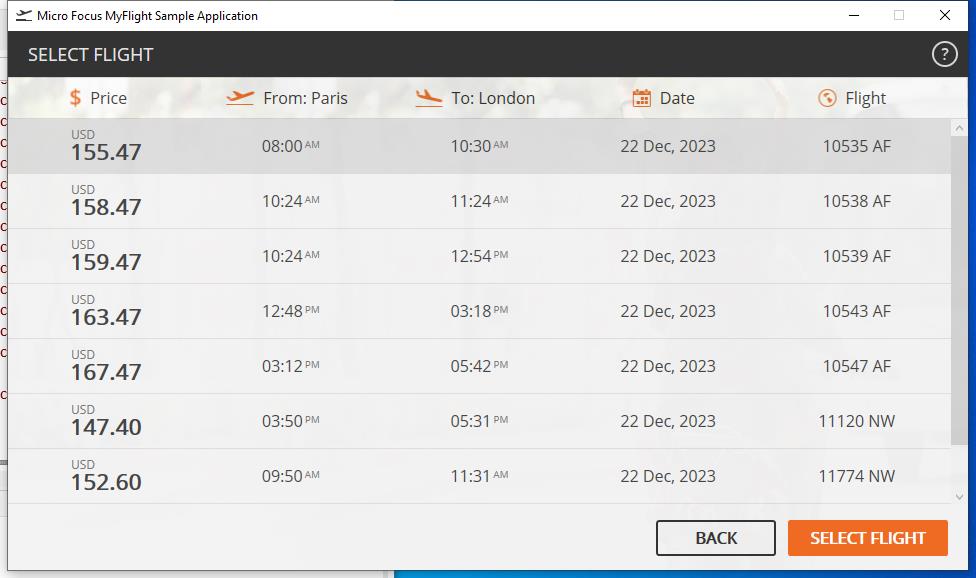 Micro Focus MyFlight Sample Application
SELECT FLIGHT ?
$ Price From: Paris To: London Date Flight
USD
155.47 08:00 AM 10:30 AM 22 Dec, 2023 10535 AF
USD
158.47 10:24 AM 11:24 AM 22 Dec, 2023 10538 AF
USD
159.47 10:24 AM 12:54 PM 22 Dec, 2023 10539 AF
USD
163.47 12:48 PM 03:18 PM 22 Dec, 2023 10543 AF
USD
167.47 03:12 PM 05:42 PM 22 Dec, 2023 10547 AF
USD
147.40 03:50 PM 05:31 PM 22 Dec, 2023 11120 NW
USD
152.60 09:50 AM 11:31 AM 22 Dec, 2023 11774 NW
BACK SELECT FLIGHT